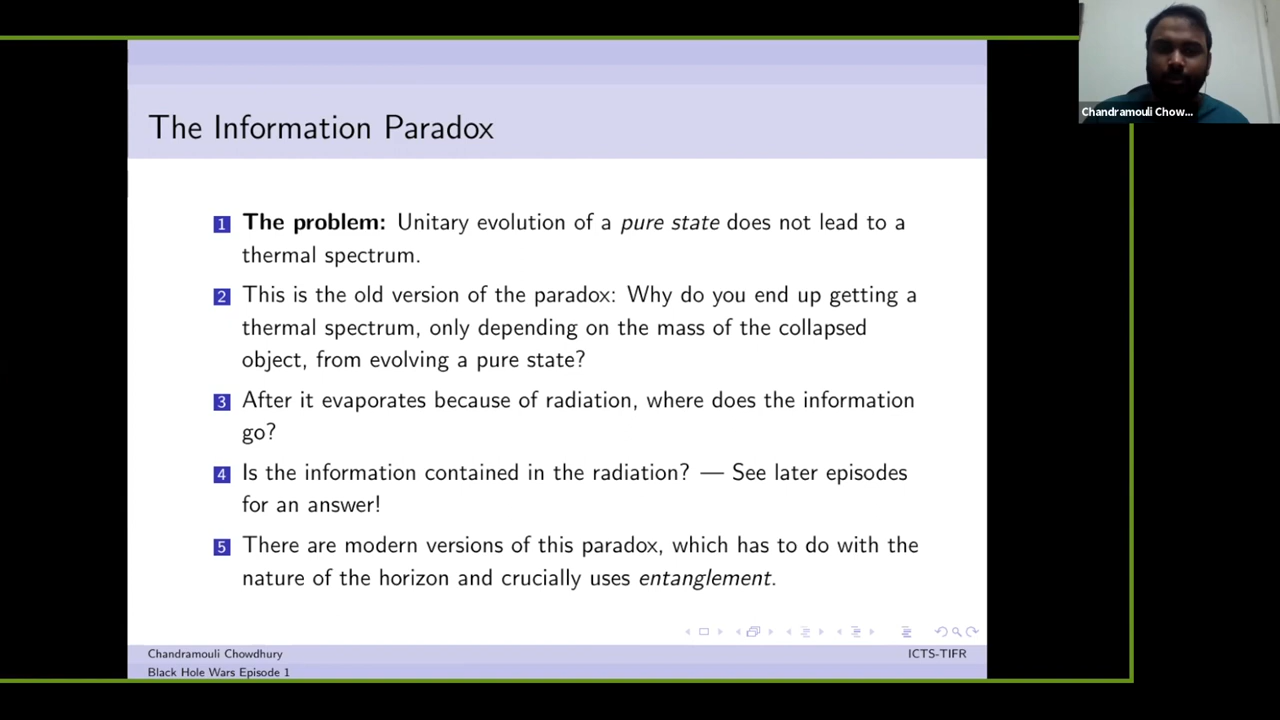 Chandramouli Chow...
The Information Paradox
1 The problem: Unitary evolution of a pure state does not lead to a
thermal spectrum.
2 This is the old version of the paradox: Why do you end up getting a
thermal spectrum, only depending on the mass of the collapsed
object, from evolving a pure state?
3 After it evaporates because of radiation, where does the information
go?
4 Is the information contained in the radiation? — See later episodes
for an answer!
5 There are modern versions of this paradox, which has to do with the
nature of the horizon and crucially uses entanglement.
Chandramouli Chowdhury ICTS-TIFR
Black Hole Wars Episode 1